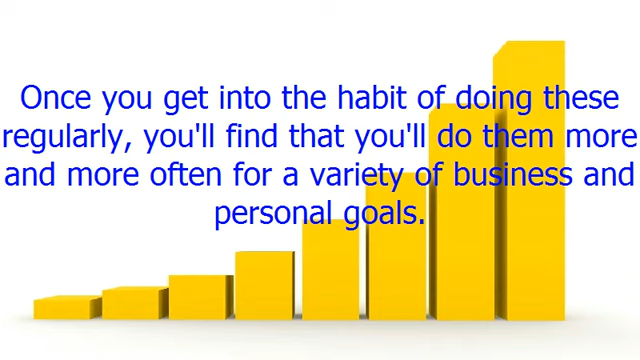 Once you get into the habit of doing these
regularly, you'll find that you'll do them more
and more often for a variety of business and
personal goals.